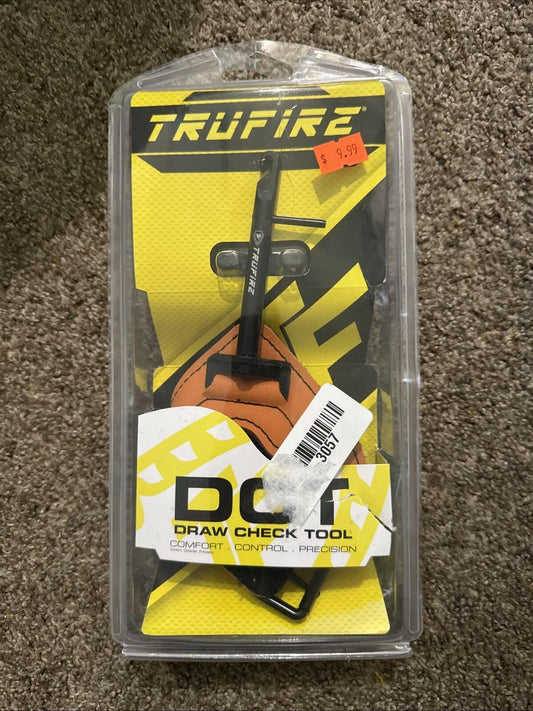 TRUFIRE®
$ 9.99
TRUFIRE
3057
DCT
DRAW CHECK TOOL
COMFORT . CONTROL . PRECISION